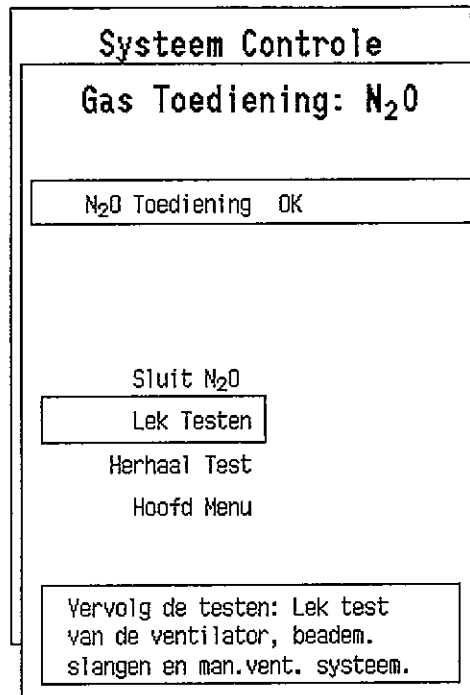 Systeem Controle
Gas Toediening: N₂O
N₂O Toediening OK
Sluit N₂O
Lek Testen
Herhaal Test
Hoofd Menu
Vervolg de testen: Lek test
van de ventilator, beadem.
slangen en man.vent. systeem.